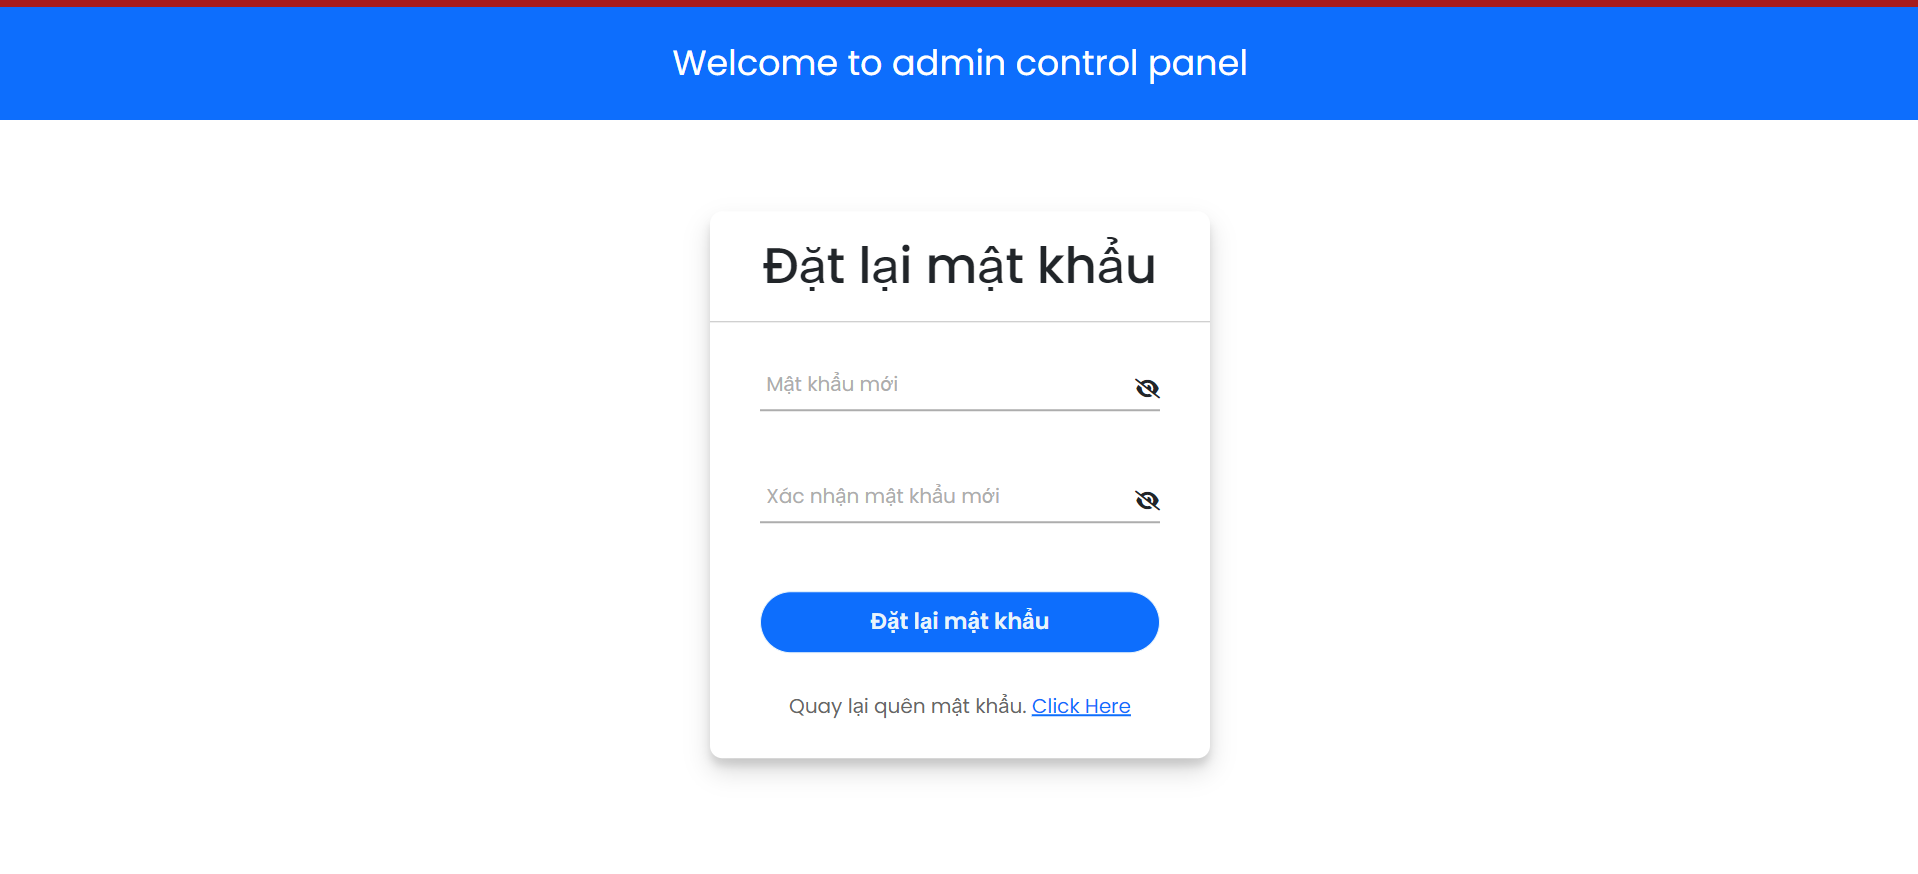 Welcome to admin control panel
Đặt lại mật khẩu
Mật khẩu mới
Xác nhận mật khẩu mới
Đặt lại mật khẩu
Quay lại quên mật khẩu. Click Here